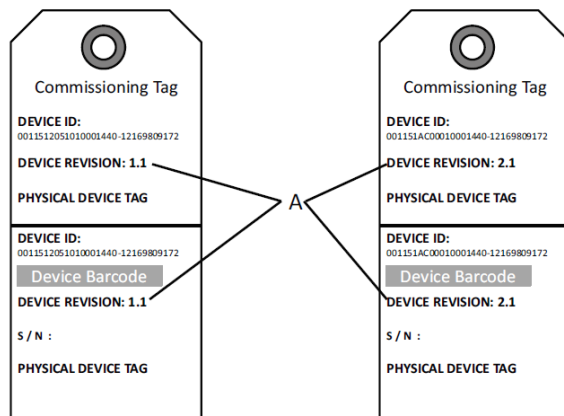 Commissioning Tag
DEVICE ID:
0011512051010001440-12169809172
DEVICE REVISION: 1.1
PHYSICAL DEVICE TAG
DEVICE ID:
0011512051010001440-12169809172
Device Barcode
DEVICE REVISION: 1.1
S / N :
PHYSICAL DEVICE TAG
A
Commissioning Tag
DEVICE ID:
001151AC00010001440-12169809172
DEVICE REVISION: 2.1
PHYSICAL DEVICE TAG
DEVICE ID:
001151AC00010001440-12169809172
Device Barcode
DEVICE REVISION: 2.1
S / N :
PHYSICAL DEVICE TAG